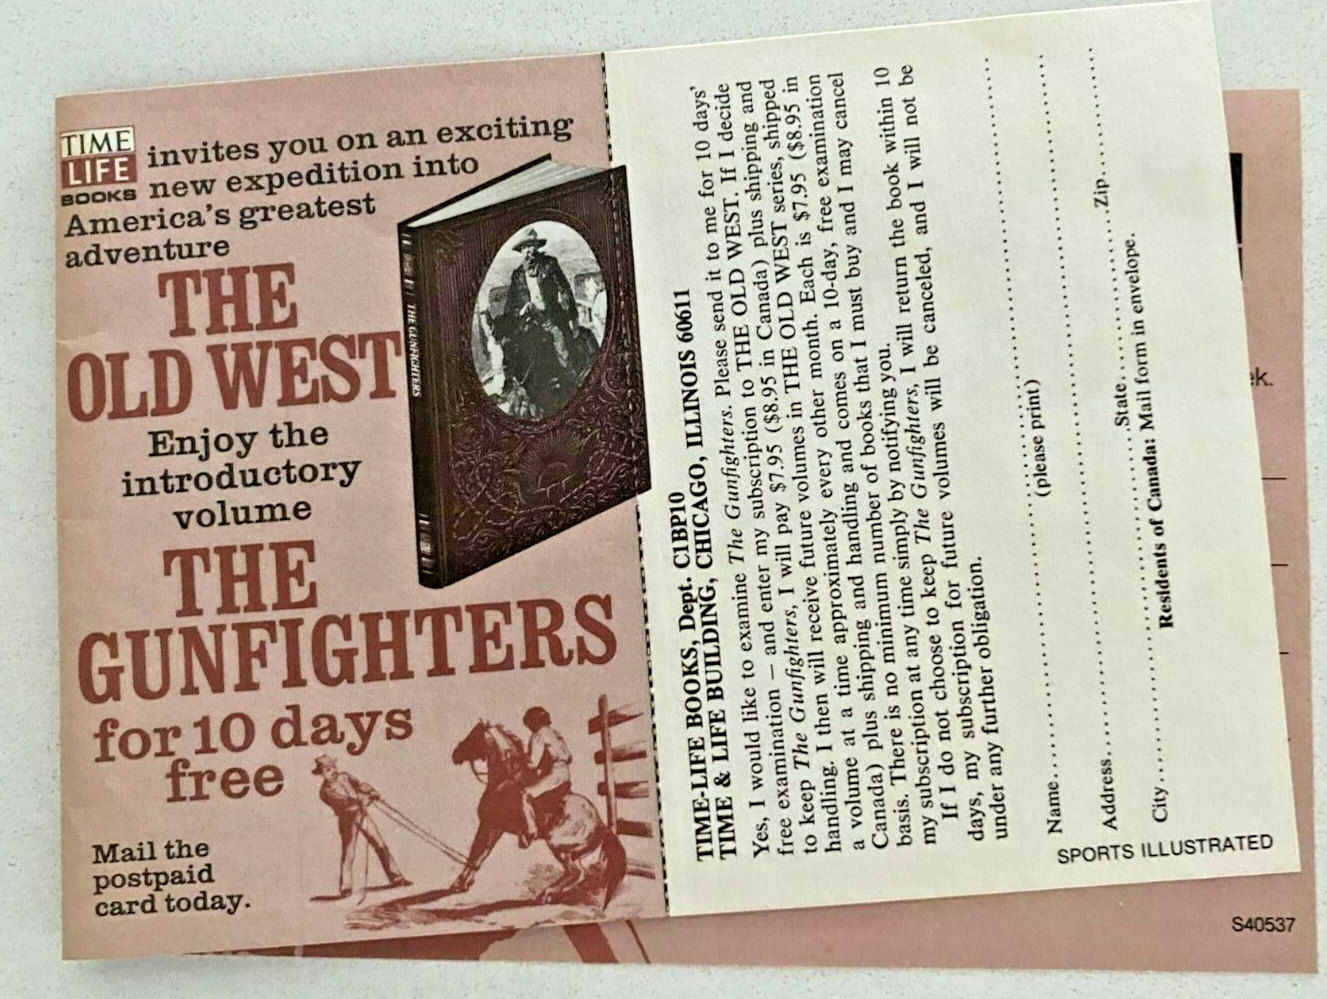 TIME
LIFE
BOOKS
invites you on an exciting
new expedition into
America's greatest
adventure
THE
OLD WEST
Enjoy the
introductory
volume
THE
GUNFIGHTERS
for 10 days
free
Mail the
postpaid
card today.
THE GUNFIGHTERS
TIME-LIFE BOOKS, Dept. CIBP10
TIME & LIFE BUILDING, CHICAGO, ILLINOIS 60611
Yes, I would like to examine The Gunfighters. Please send it to me for 10 days'
free examination — and enter my subscription to THE OLD WEST. If I decide
to keep The Gunfighters, I will pay $7.95 ($8.95 in Canada) plus shipping and
handling. I then will receive future volumes in THE OLD WEST series, shipped
a volume at a time approximately every other month. Each is $7.95 ($8.95 in
Canada) plus shipping and handling and comes on a 10-day, free examination
basis. There is no minimum number of books that I must buy and I may cancel
my subscription at any time simply by notifying you.
If I do not choose to keep The Gunfighters, I will return the book within 10
days, my subscription for future volumes will be canceled, and I will not be
under any further obligation.
Name
(please print)
Address
City State Zip
Residents of Canada: Mail form in envelope.
SPORTS ILLUSTRATED
S40537